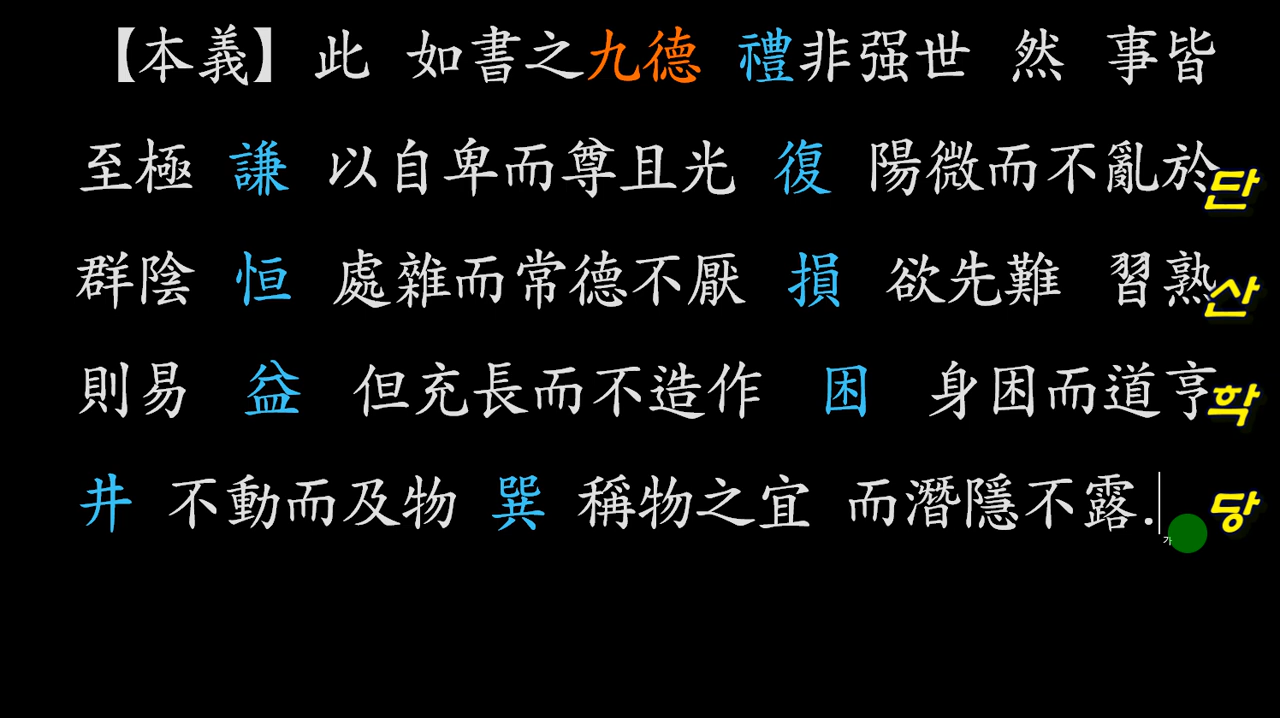 【本義】此 如書之九德 禮非强世 然 事皆
至極 謙 以自卑而尊且光 復 陽微而不亂於
群陰 恒 處雜而常德不厭 損 欲先難 習熟
則易 益 但充長而不造作 困 身困而道亨
井 不動而及物 巽 稱物之宜 而潛隱不露.
단
산
학
당
가